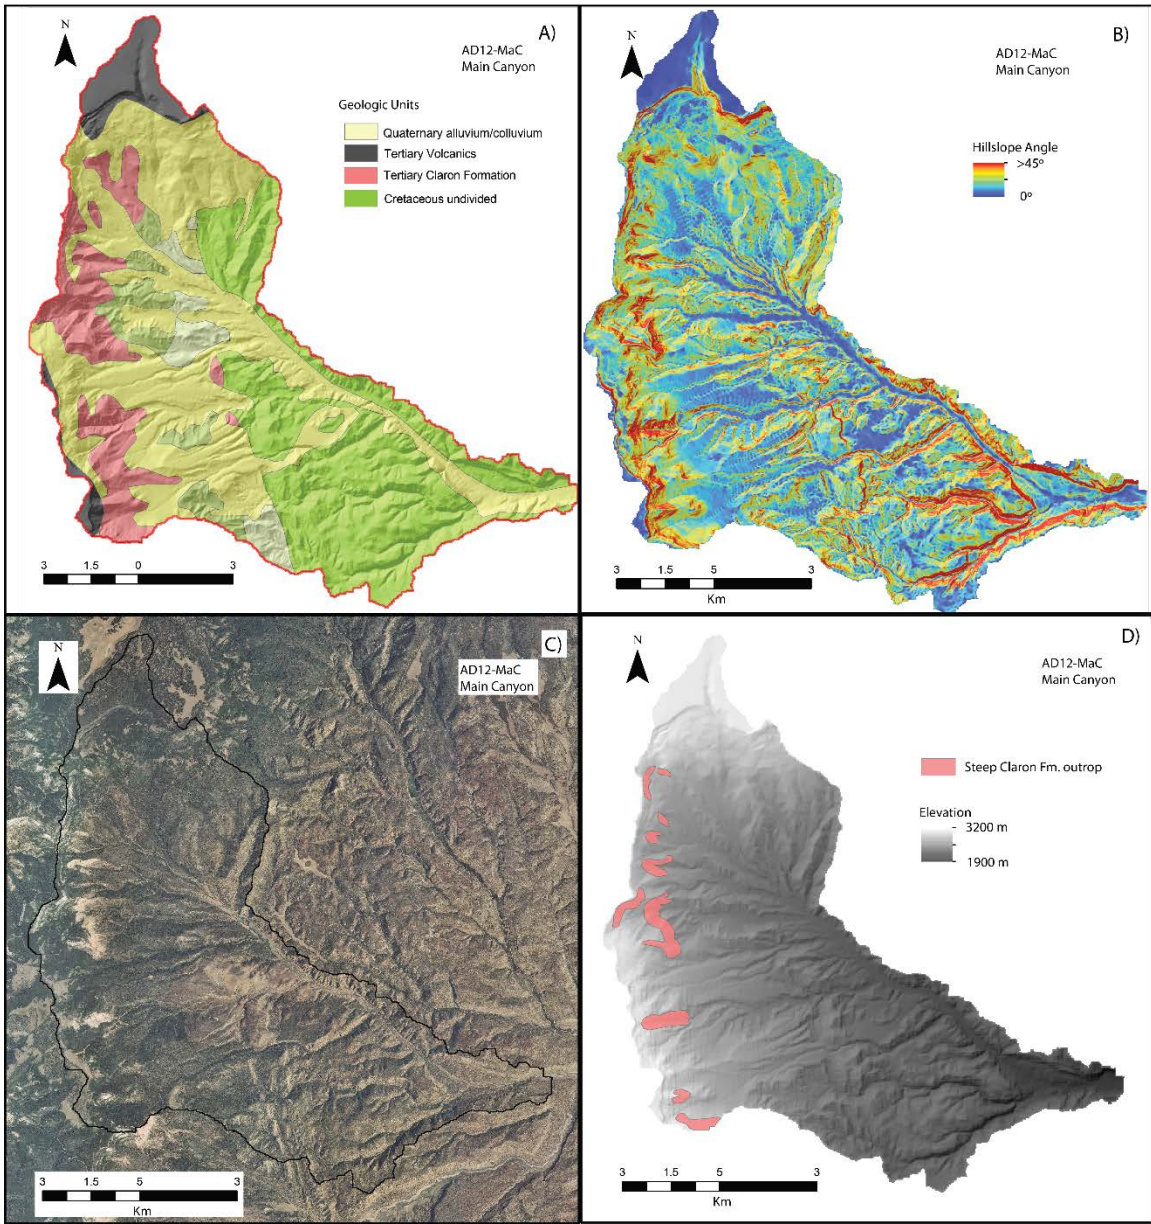 N
A)
AD12-MaC
Main Canyon
Geologic Units
Quaternary alluvium/colluvium
Tertiary Volcanics
Tertiary Claron Formation
Cretaceous undivided
3 1.5 0 3
N
B)
AD12-MaC
Main Canyon
Hillslope Angle
>45º
0º
3 1.5 5 3
Km
N
C)
AD12-MaC
Main Canyon
3 1.5 5 3
Km
N
D)
AD12-MaC
Main Canyon
Steep Claron Fm. outrop
Elevation
3200 m
1900 m
3 1.5 5 3
Km